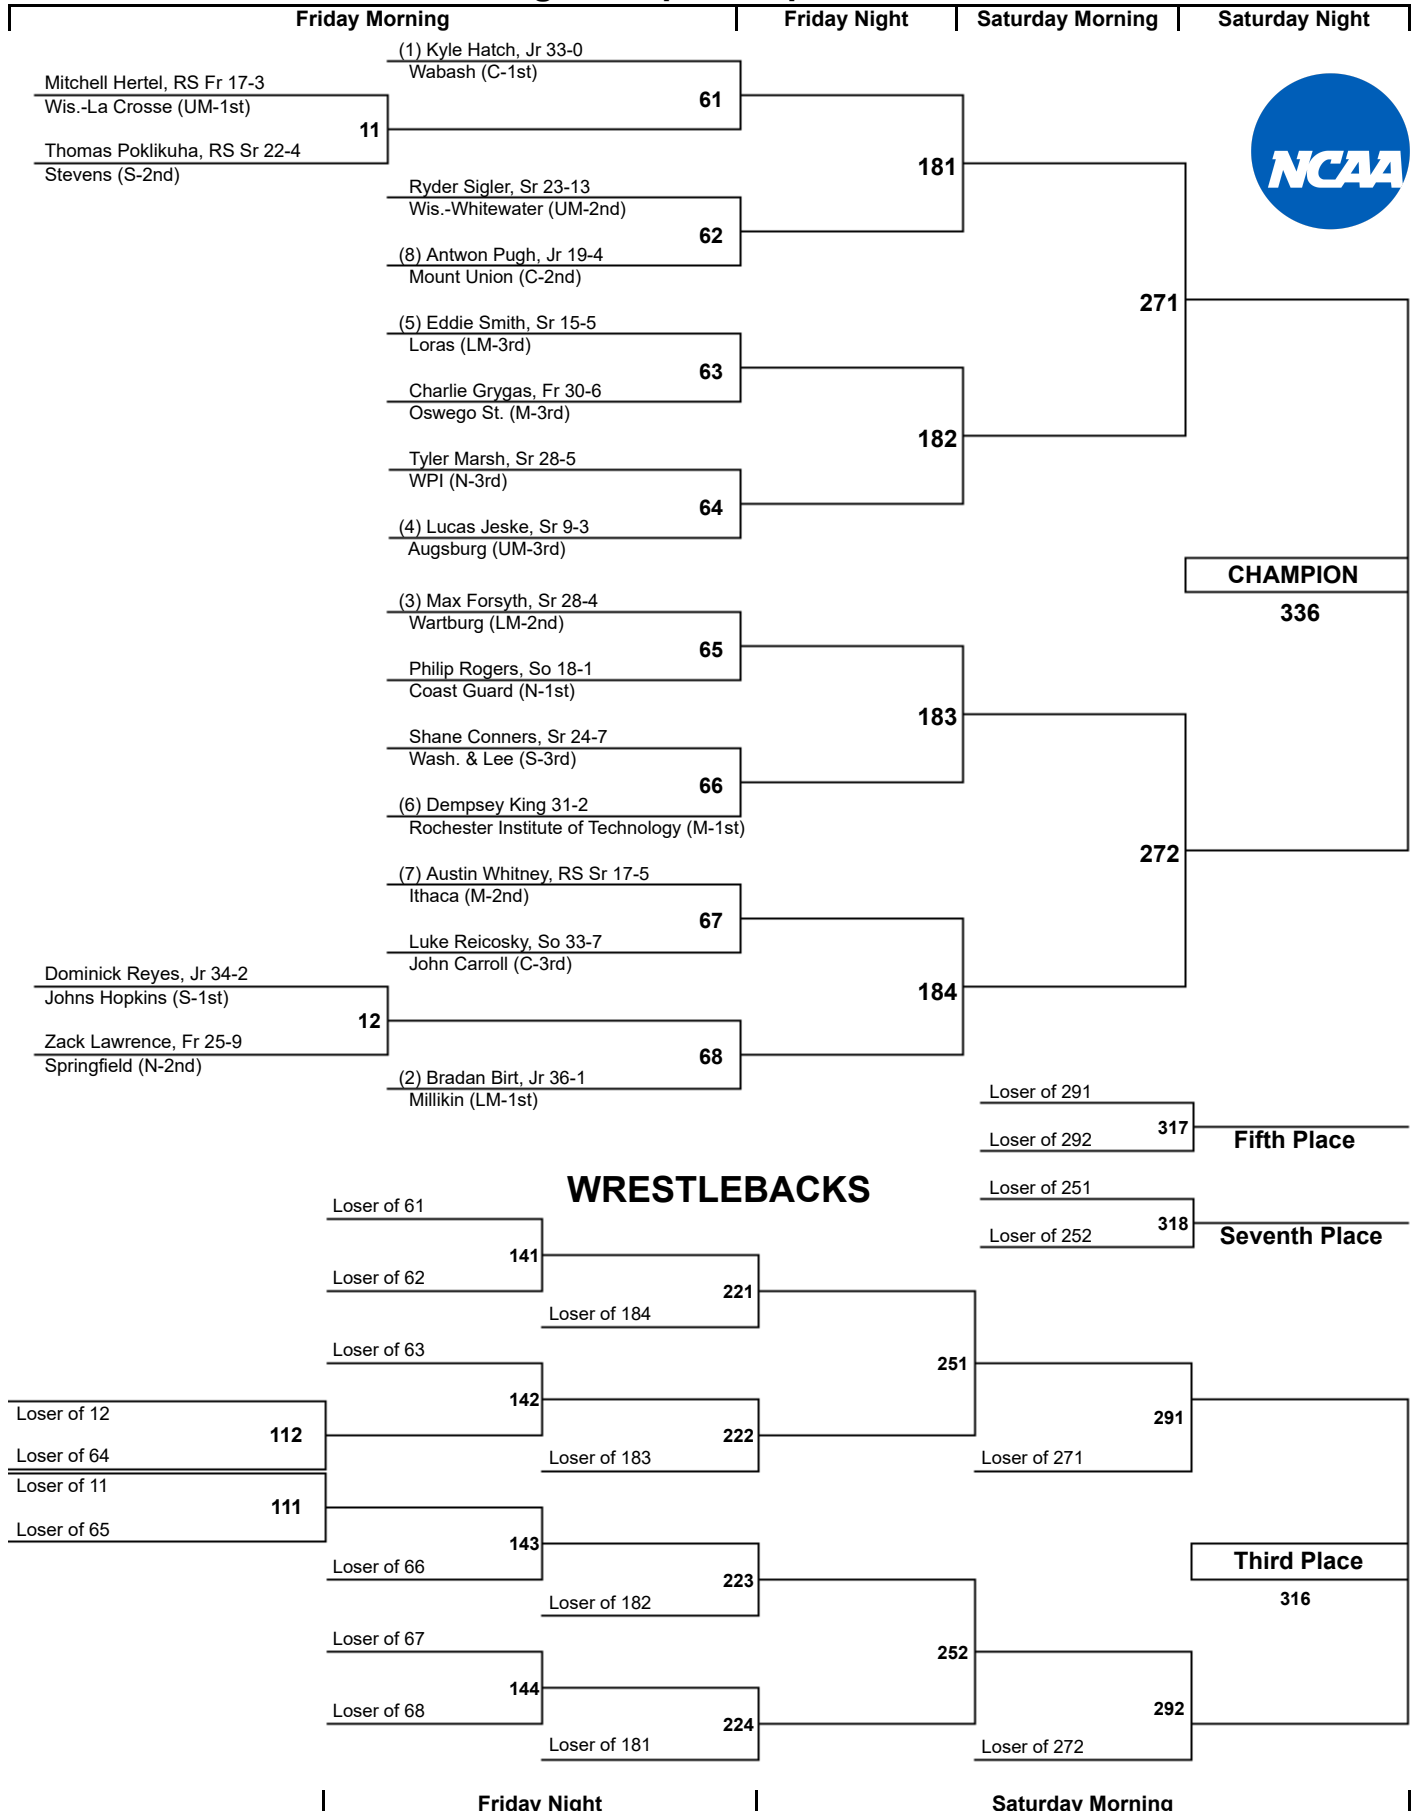 Friday Morning
Friday Night
Saturday Morning
Saturday Night
(1) Kyle Hatch, Jr 33-0
Wabash (C-1st)
Mitchell Hertel, RS Fr 17-3
Wis.-La Crosse (UM-1st)
61
11
Thomas Poklikuha, RS Sr 22-4
Stevens (S-2nd)
NCAA
181
Ryder Sigler, Sr 23-13
Wis.-Whitewater (UM-2nd)
62
(8) Antwon Pugh, Jr 19-4
Mount Union (C-2nd)
271
(5) Eddie Smith, Sr 15-5
Loras (LM-3rd)
63
Charlie Grygas, Fr 30-6
Oswego St. (M-3rd)
182
Tyler Marsh, Sr 28-5
WPI (N-3rd)
64
(4) Lucas Jeske, Sr 9-3
Augsburg (UM-3rd)
CHAMPION
336
(3) Max Forsyth, Sr 28-4
Wartburg (LM-2nd)
65
Philip Rogers, So 18-1
Coast Guard (N-1st)
183
Shane Conners, Sr 24-7
Wash. & Lee (S-3rd)
66
(6) Dempsey King 31-2
Rochester Institute of Technology (M-1st)
272
(7) Austin Whitney, RS Sr 17-5
Ithaca (M-2nd)
67
Luke Reicosky, So 33-7
John Carroll (C-3rd)
Dominick Reyes, Jr 34-2
Johns Hopkins (S-1st)
184
12
Zack Lawrence, Fr 25-9
Springfield (N-2nd)
68
(2) Bradan Birt, Jr 36-1
Millikin (LM-1st)
Loser of 291
317
Loser of 292
Fifth Place
WRESTLEBACKS
Loser of 251
318
Loser of 252
Seventh Place
Loser of 61
141
Loser of 62
221
Loser of 184
Loser of 63
251
142
Loser of 12
112
Loser of 64
222
Loser of 183
291
Loser of 271
Loser of 11
111
Loser of 65
143
Loser of 66
223
Loser of 182
Third Place
316
Loser of 67
252
144
Loser of 68
224
Loser of 181
292
Loser of 272
Friday Night
Saturday Morning